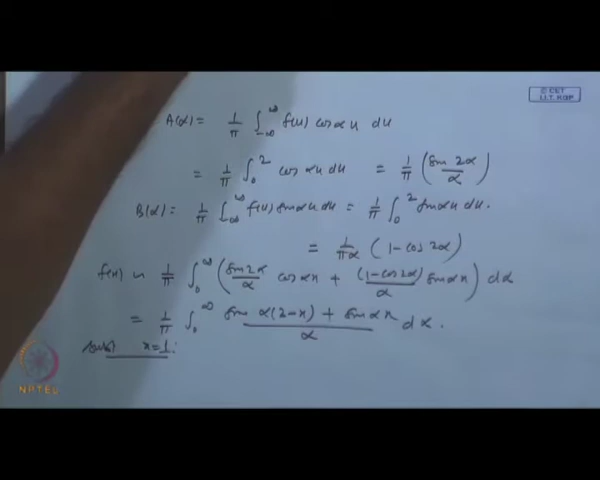 © CET
I.I.T. KGP
A(α) = 1/π ∫_{-∞}^{∞} f(u) cos αu du
= 1/π ∫_0^2 cos αu du = 1/π (sin 2α / α)
B(α) = 1/π ∫_{-∞}^{∞} f(u) sin αu du = 1/π ∫_0^2 sin αu du.
= 1/πα (1 - cos 2α)
f(x) ~ 1/π ∫_0^∞ (sin 2α / α cos αx + (1 - cos 2α) / α sin αx) dα
= 1/π ∫_0^∞ sin α(2-x) + sin αx / α dα.
x=1:
NPTEL